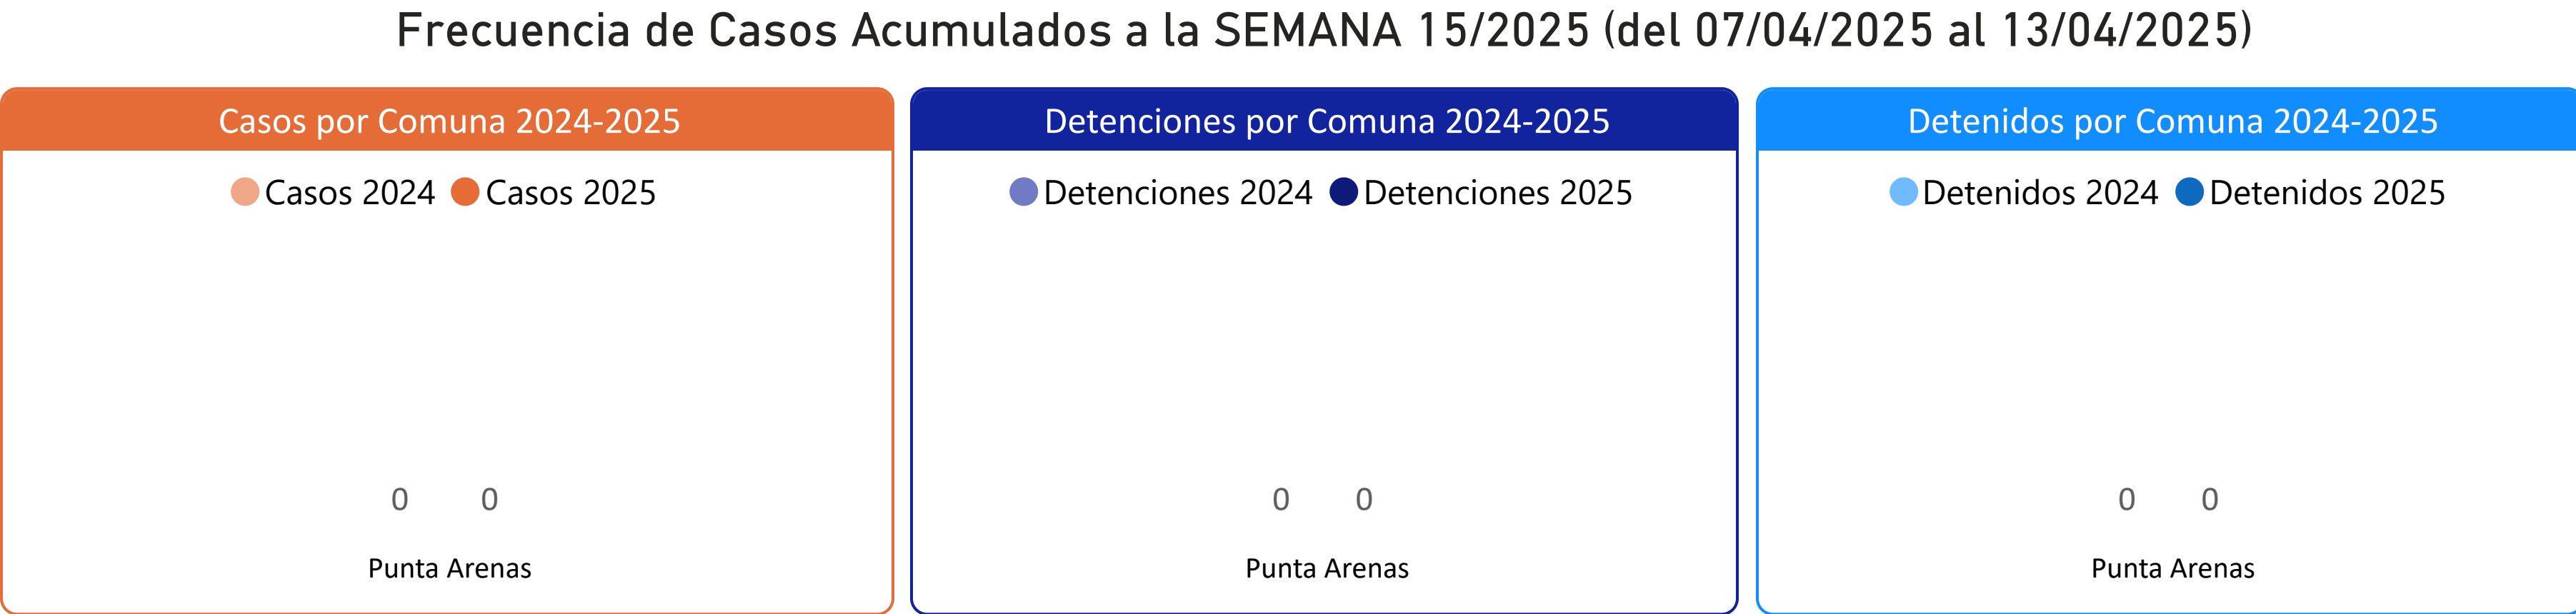 Frecuencia de Casos Acumulados a la SEMANA 15/2025 (del 07/04/2025 al 13/04/2025)
Casos por Comuna 2024-2025
Casos 2024 Casos 2025
0 0
Punta Arenas
Detenciones por Comuna 2024-2025
Detenciones 2024 Detenciones 2025
0 0
Punta Arenas
Detenidos por Comuna 2024-2025
Detenidos 2024 Detenidos 2025
0 0
Punta Arenas